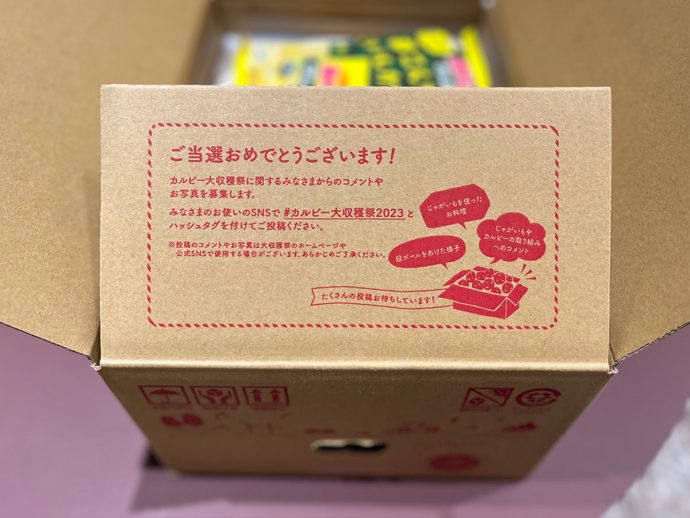 ご当選おめでとうございます!
カルビー大収穫祭に関するみなさまからのコメントや
お写真を募集します。
みなさまのお使いのSNSで #カルビー大収穫祭2023 と
ハッシュタグを付けてご投稿ください。
※投稿のコメントやお写真は大収穫祭のホームページや
公式SNSで使用する場合がございます。あらかじめご了承ください。
じゃがいもを使った
お料理
じゃがいもや
カルビーの取り組み
へのコメント
段ボールをあけた様子
たくさんの投稿お待ちしています!